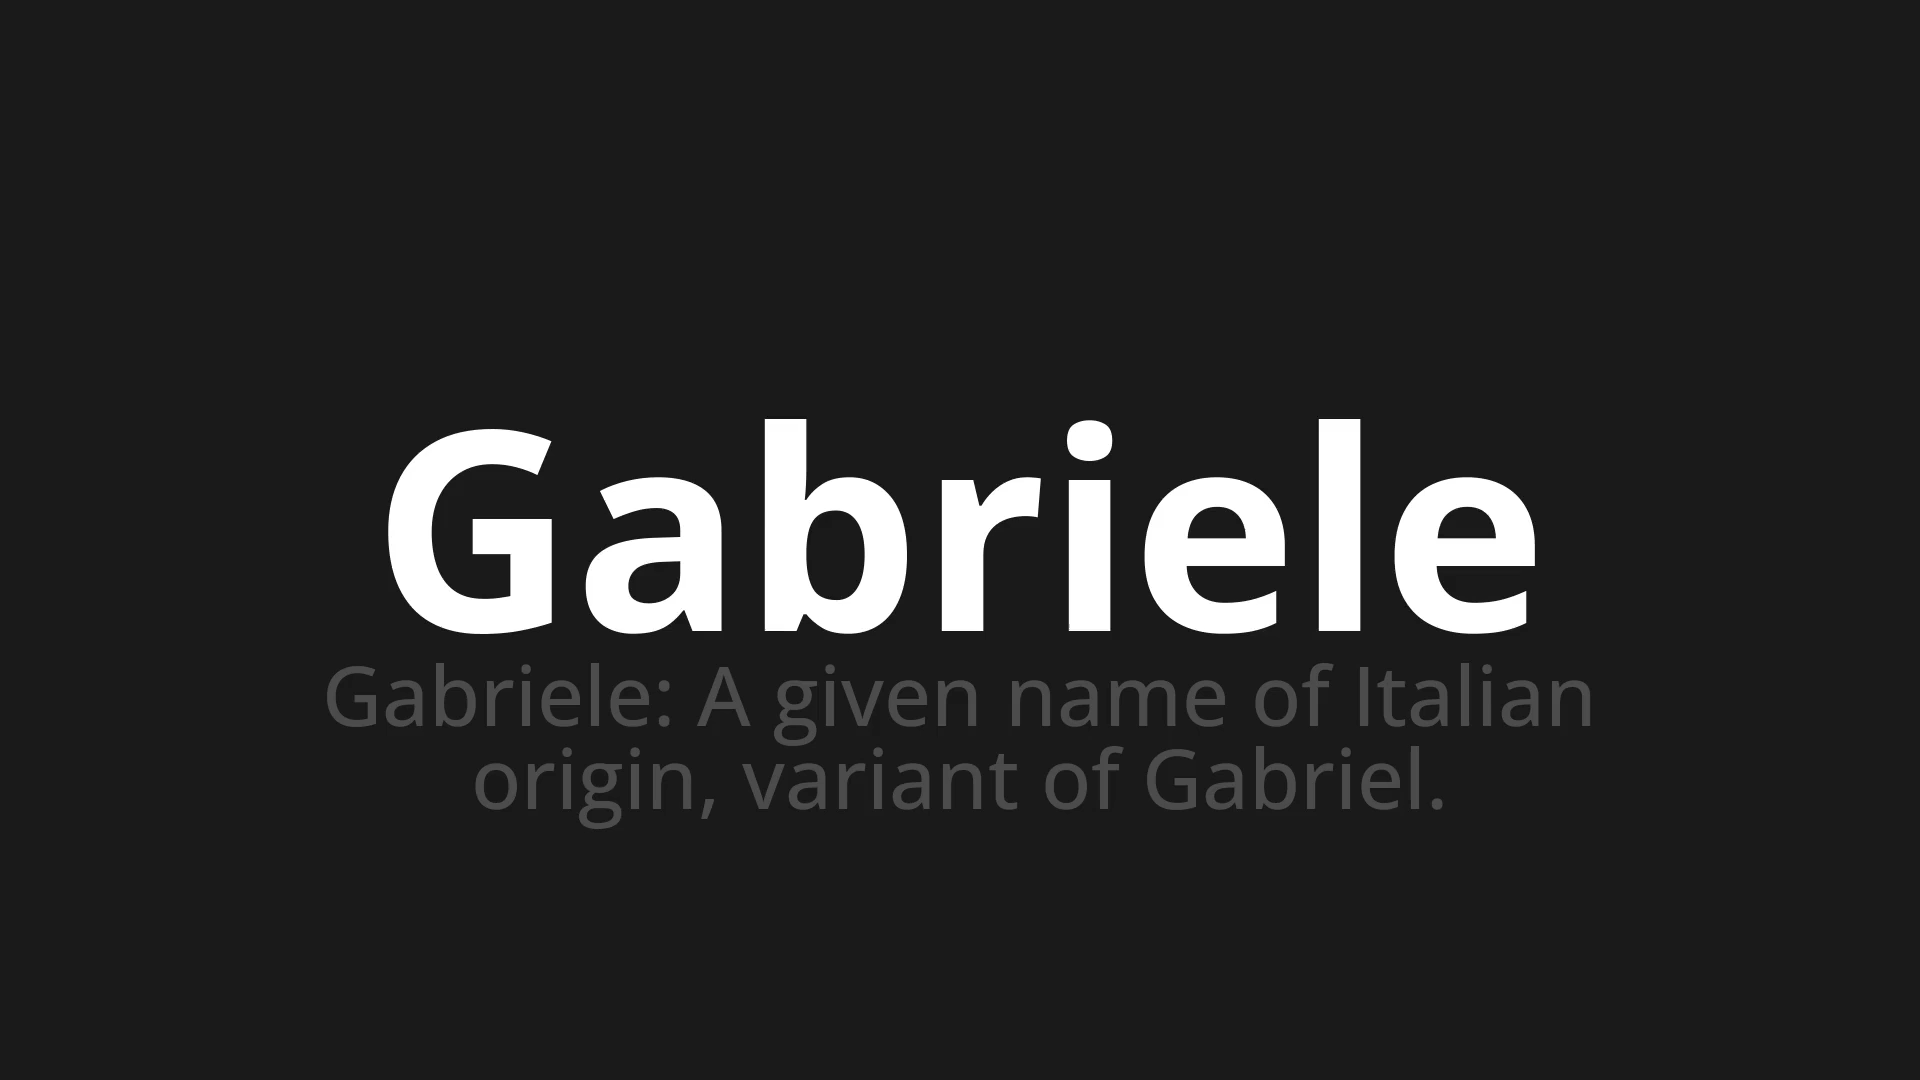 Gabriele
Gabriele: A given name of Italian
origin, variant of Gabriel.